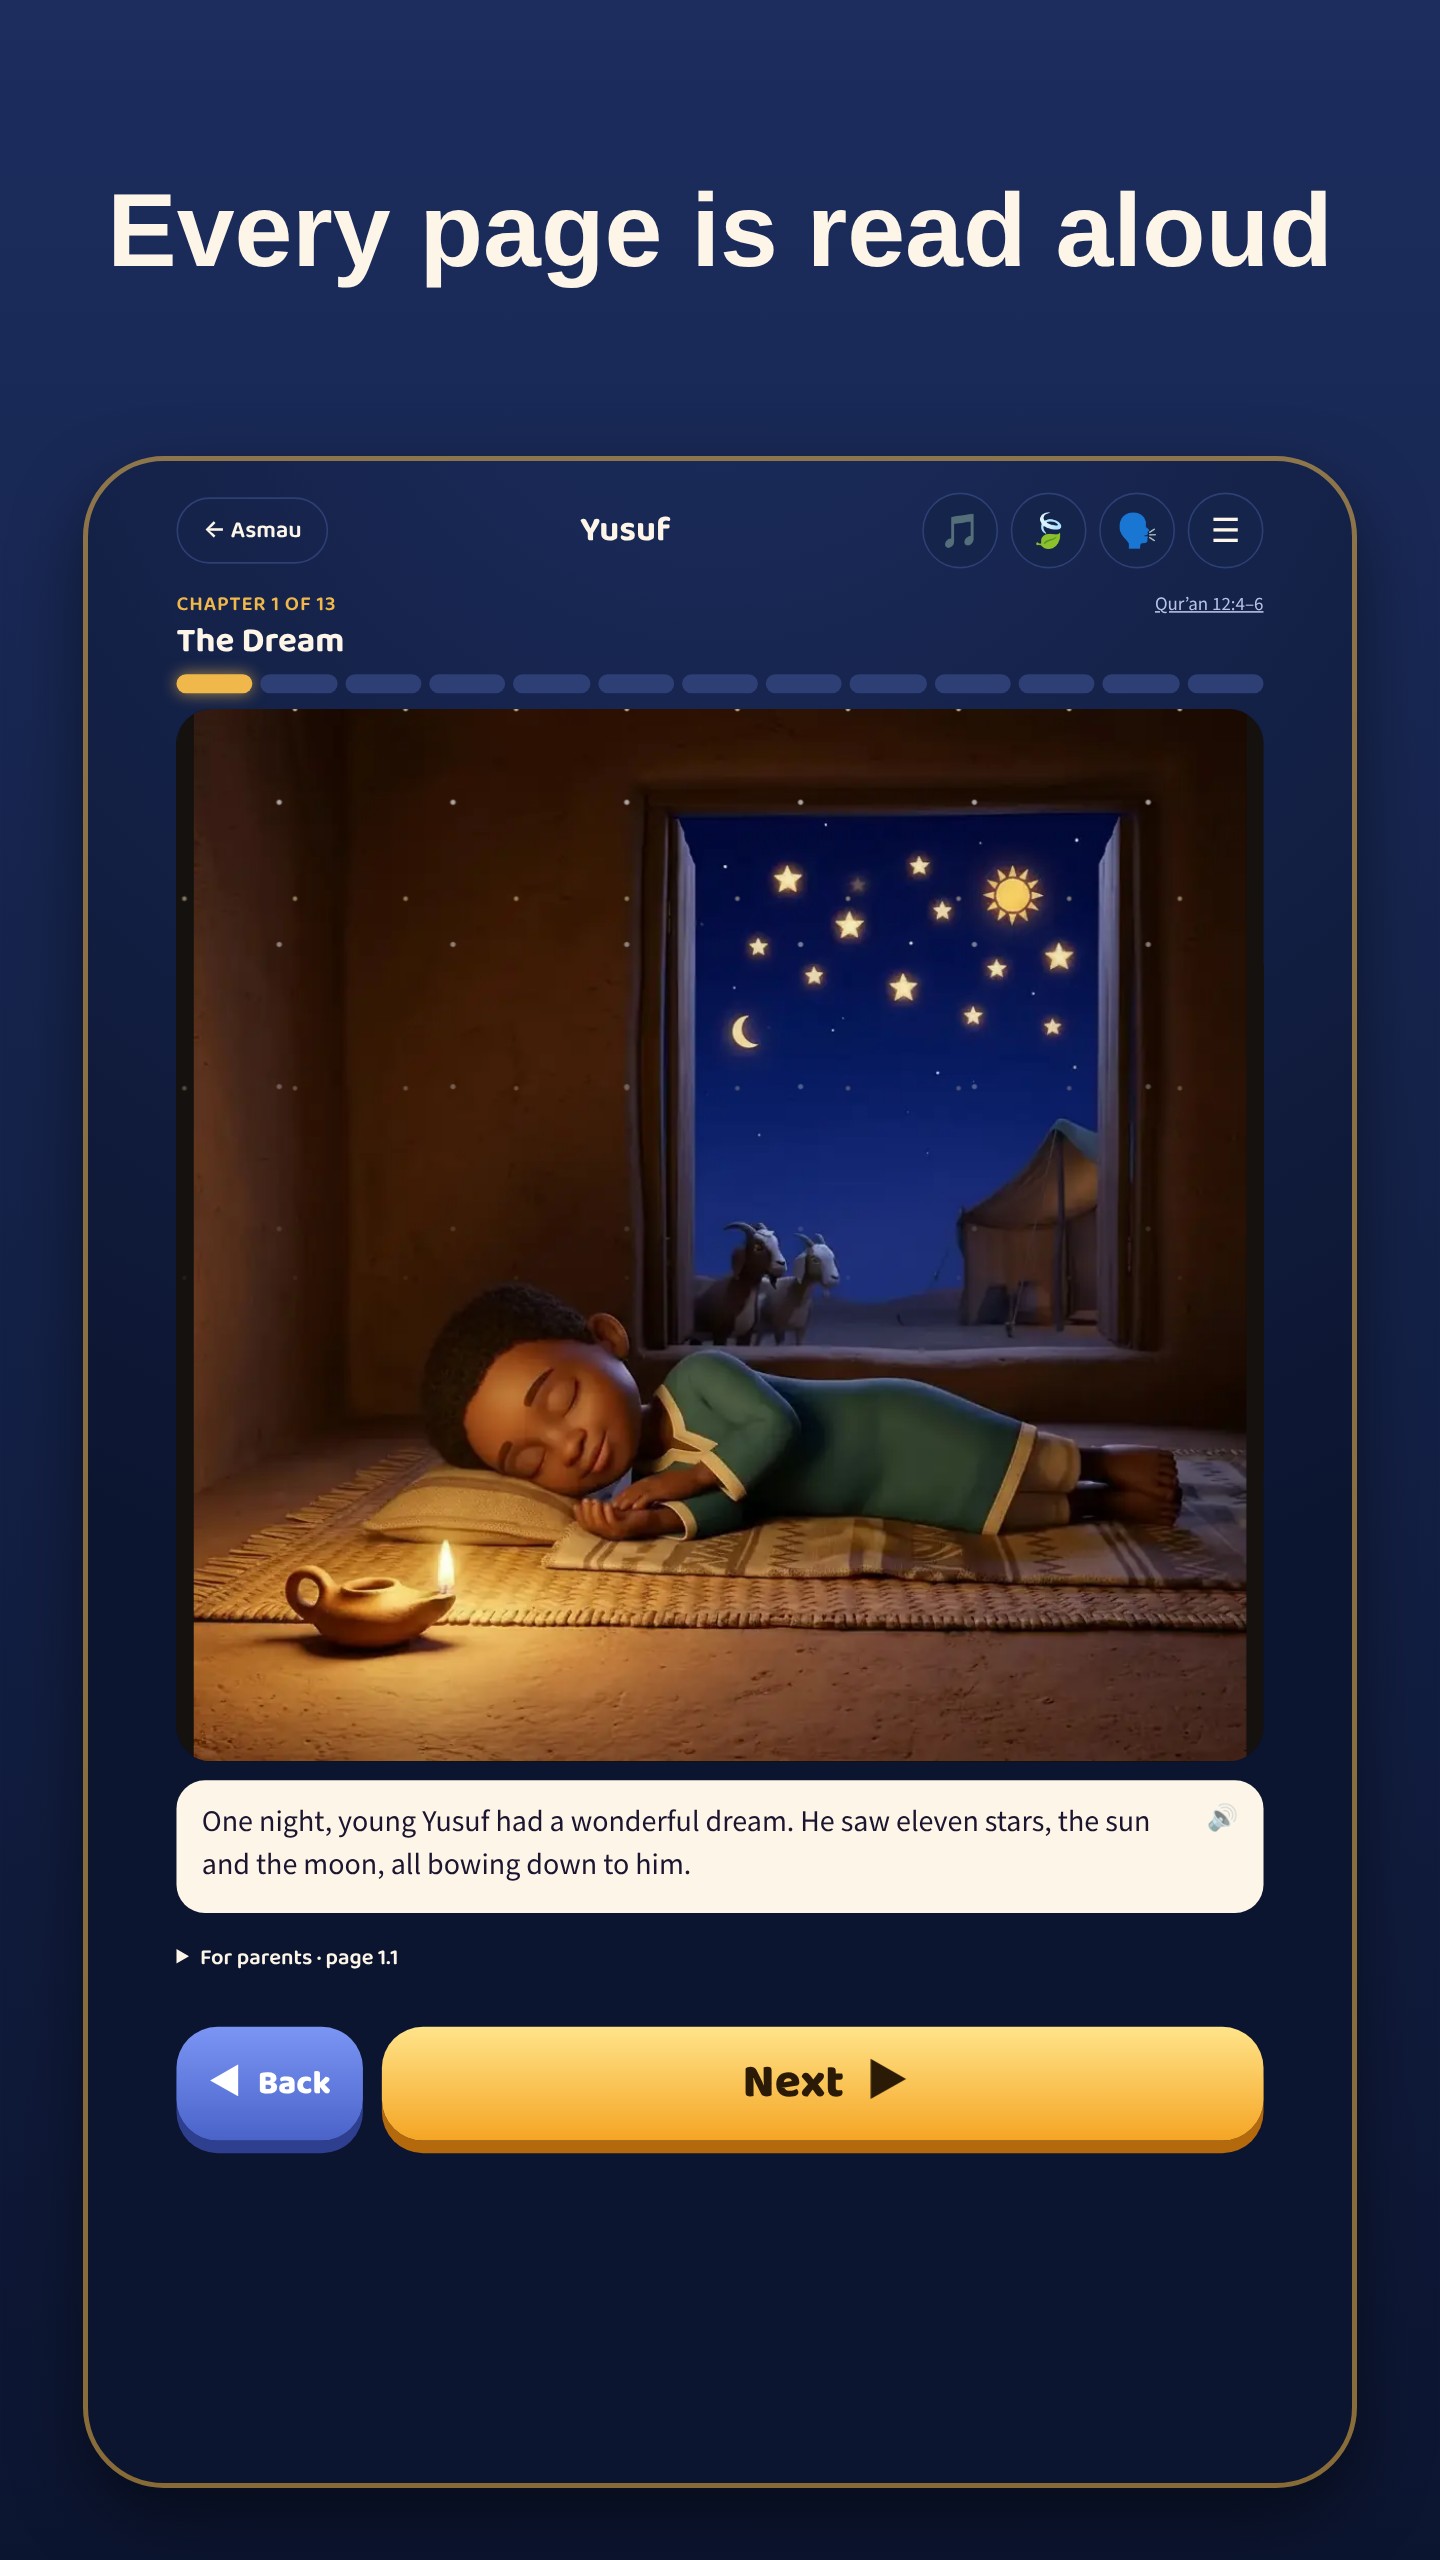 Every page is read aloud
← Asmau
Yusuf
CHAPTER 1 OF 13
Qur’an 12:4–6
The Dream
One night, young Yusuf had a wonderful dream. He saw eleven stars, the sun
and the moon, all bowing down to him.
▶ For parents · page 1.1
◀ Back
Next ▶